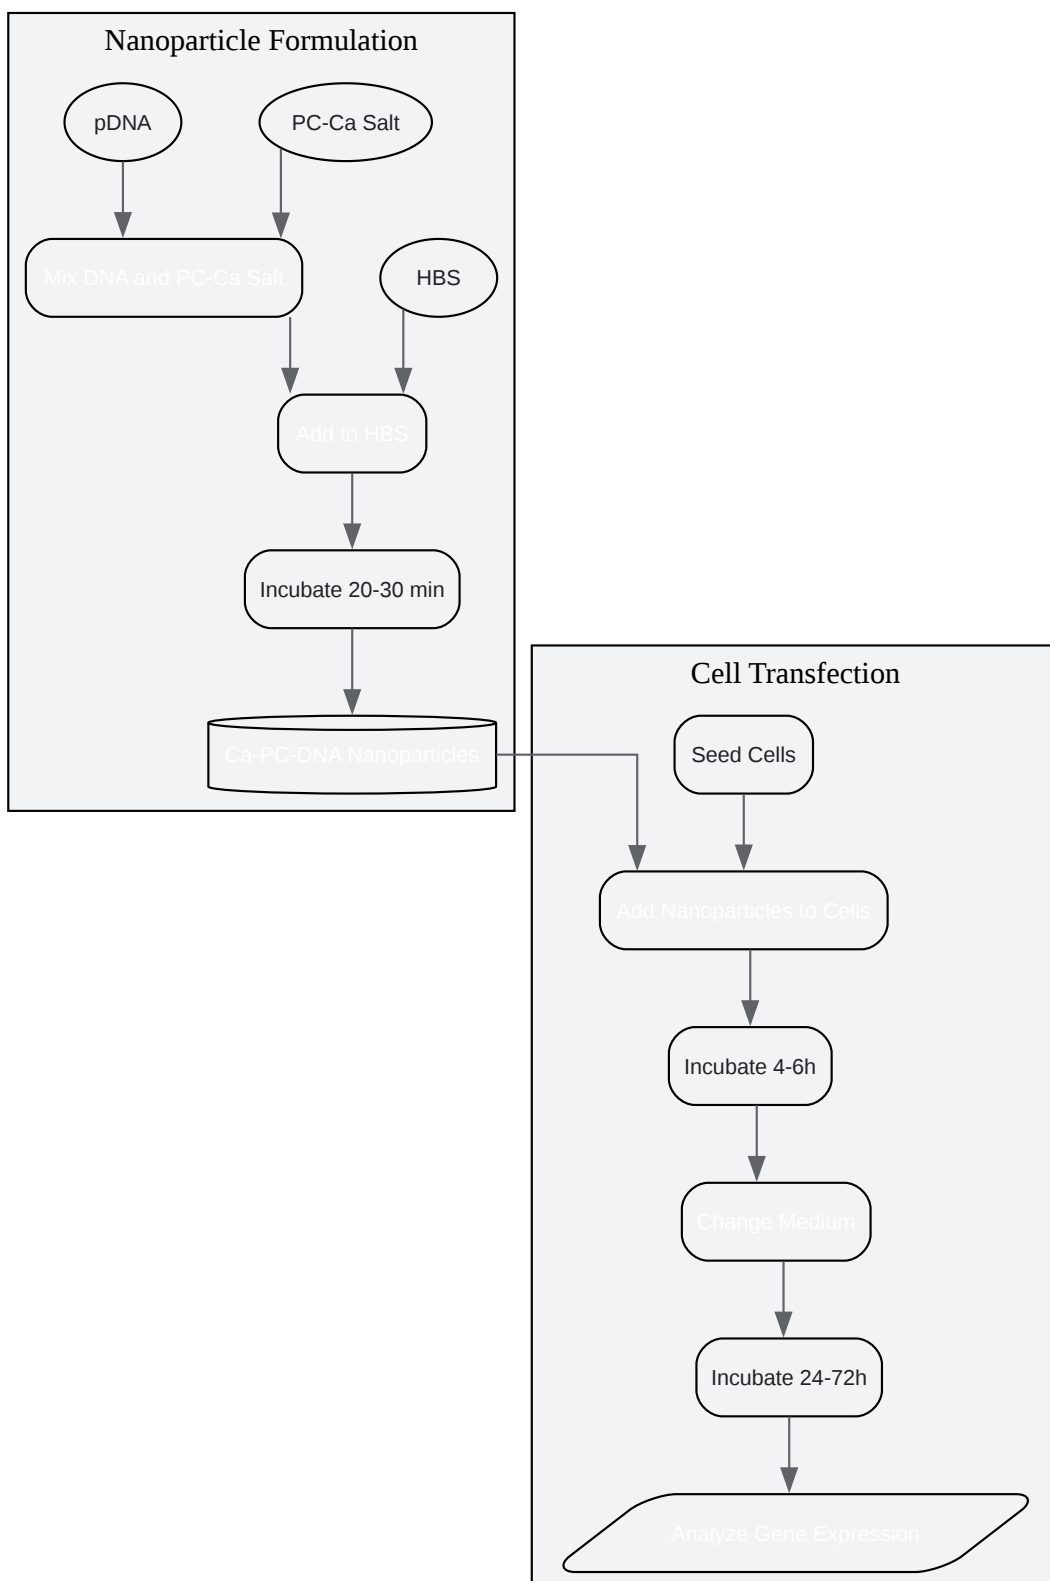 Nanoparticle Formulation
pDNA
PC-Ca Salt
Mix DNA and PC-Ca Salt
HBS
Add to HBS
Incubate 20-30 min
Ca-PC-DNA Nanoparticles
Cell Transfection
Seed Cells
Add Nanoparticles to Cells
Incubate 4-6h
Change Medium
Incubate 24-72h
Analyze Gene Expression